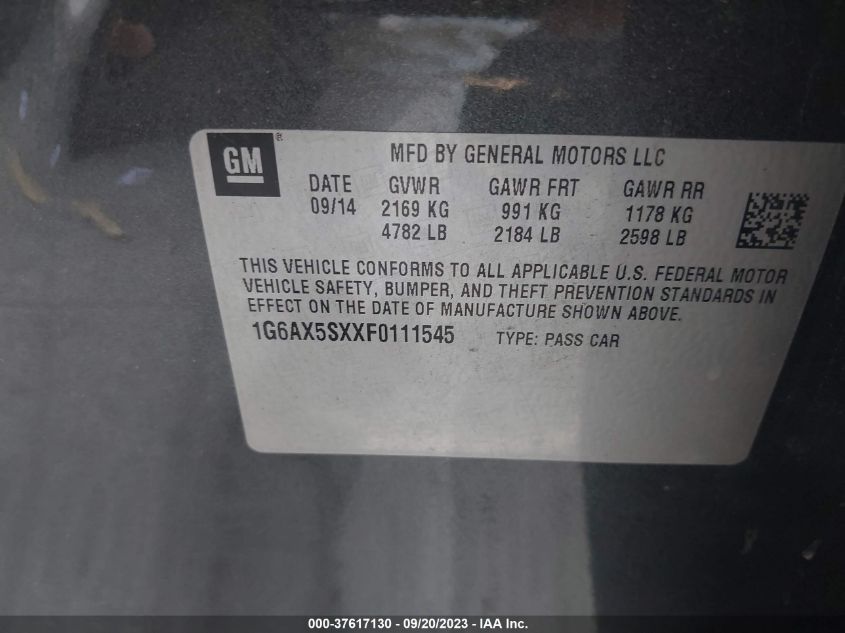 GM
MFD BY GENERAL MOTORS LLC
DATE GVWR GAWR FRT GAWR RR
09/14 2169 KG 991 KG 1178 KG
4782 LB 2184 LB 2598 LB
THIS VEHICLE CONFORMS TO ALL APPLICABLE U.S. FEDERAL MOTOR
VEHICLE SAFETY, BUMPER, AND THEFT PREVENTION STANDARDS IN
EFFECT ON THE DATE OF MANUFACTURE SHOWN ABOVE.
1G6AX5SXXF0111545 TYPE: PASS CAR
000-37617130 - 09/20/2023 - IAA Inc.